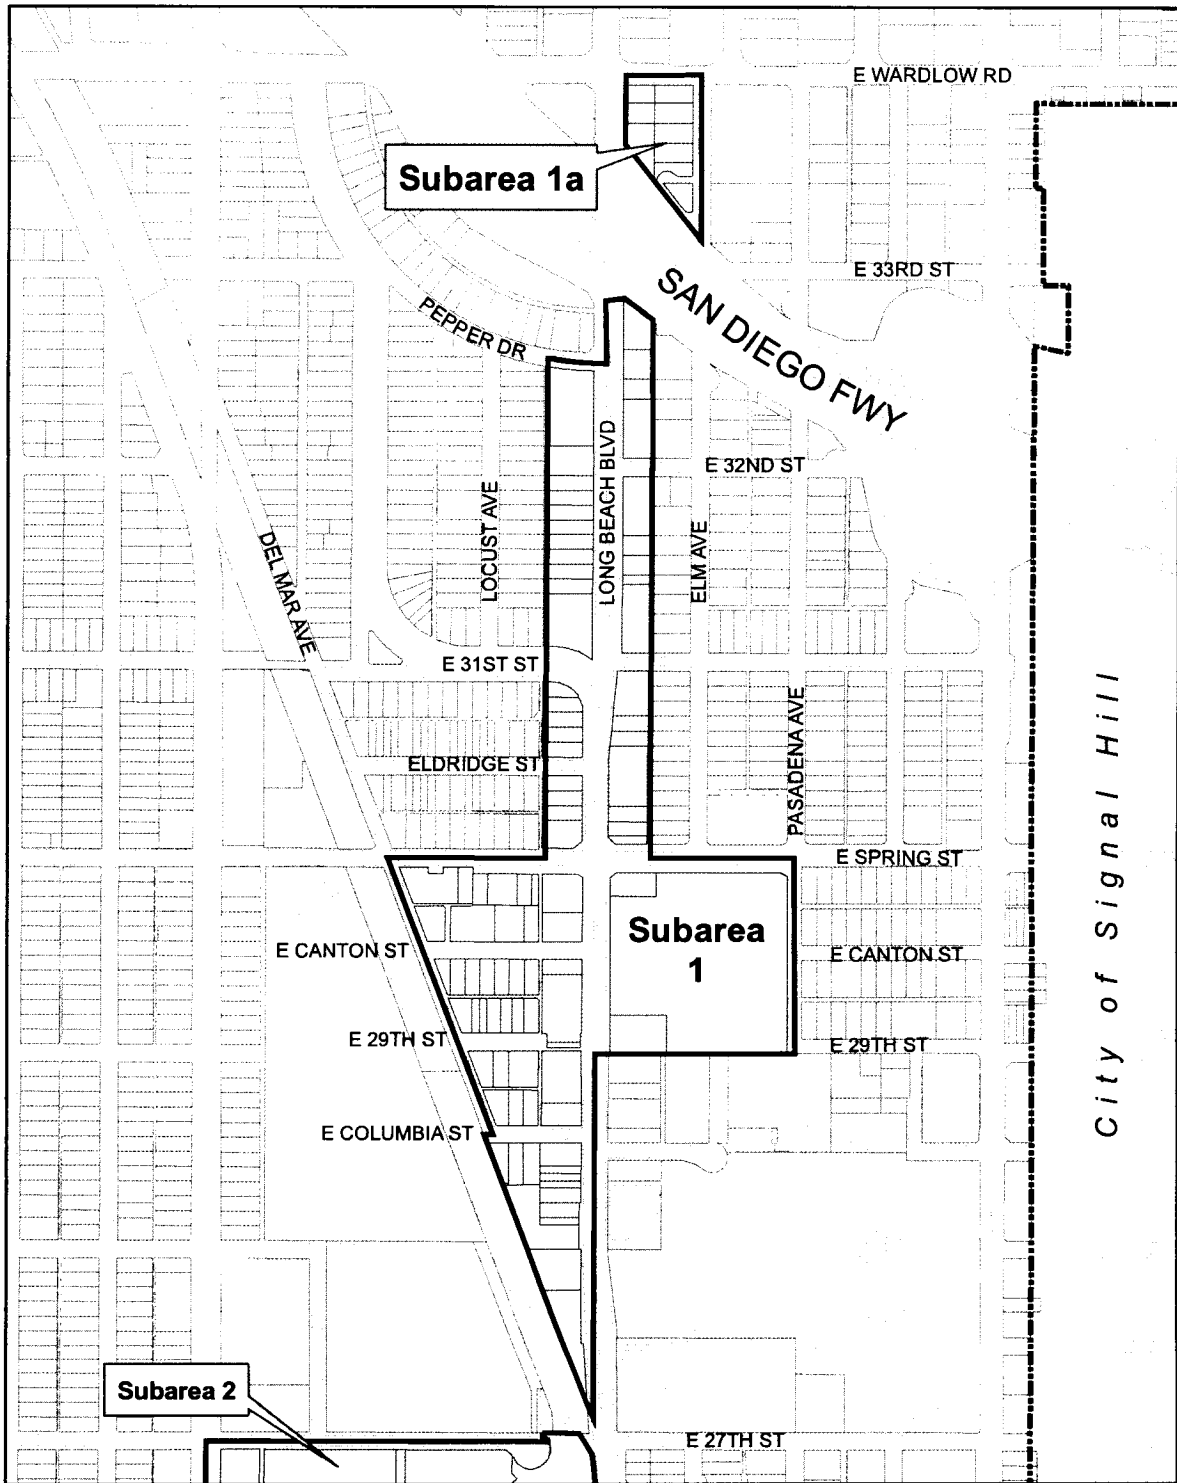 E WARDLOW RD
Subarea 1a
E 33RD ST
SAN DIEGO FWY
PEPPER DR
LONG BEACH BLVD
E 32ND ST
LOCUST AVE
ELM AVE
DEL MAR AVE
E 31ST ST
PASADENA AVE
City of Signal Hill
ELDRIDGE ST
E SPRING ST
Subarea
1
E CANTON ST
E CANTON ST
E 29TH ST
E 29TH ST
E COLUMBIA ST
Subarea 2
E 27TH ST